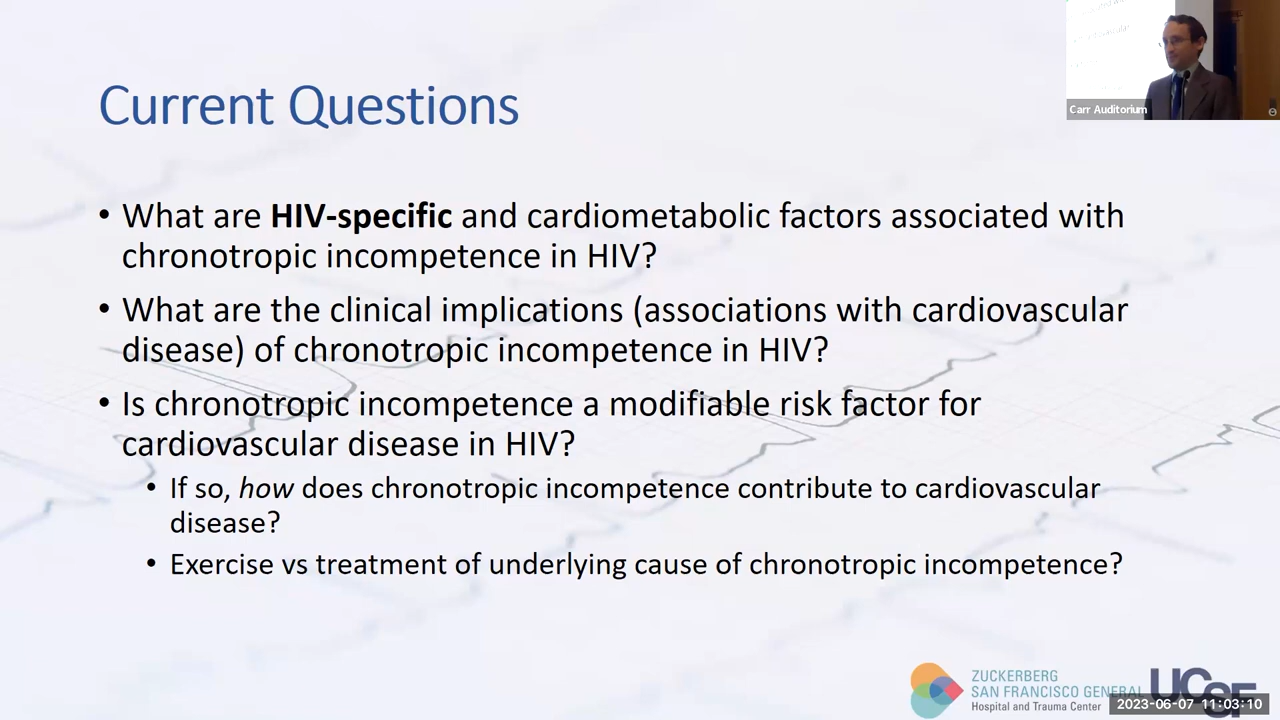 Current Questions
• What are HIV-specific and cardiometabolic factors associated with
chronotropic incompetence in HIV?
• What are the clinical implications (associations with cardiovascular
disease) of chronotropic incompetence in HIV?
• Is chronotropic incompetence a modifiable risk factor for
cardiovascular disease in HIV?
• If so, how does chronotropic incompetence contribute to cardiovascular
disease?
• Exercise vs treatment of underlying cause of chronotropic incompetence?
Carr Auditorium
ZUCKERBERG
SAN FRANCISCO GENERAL
Hospital and Trauma Center
UCSF
2023-06-07 11:03:10